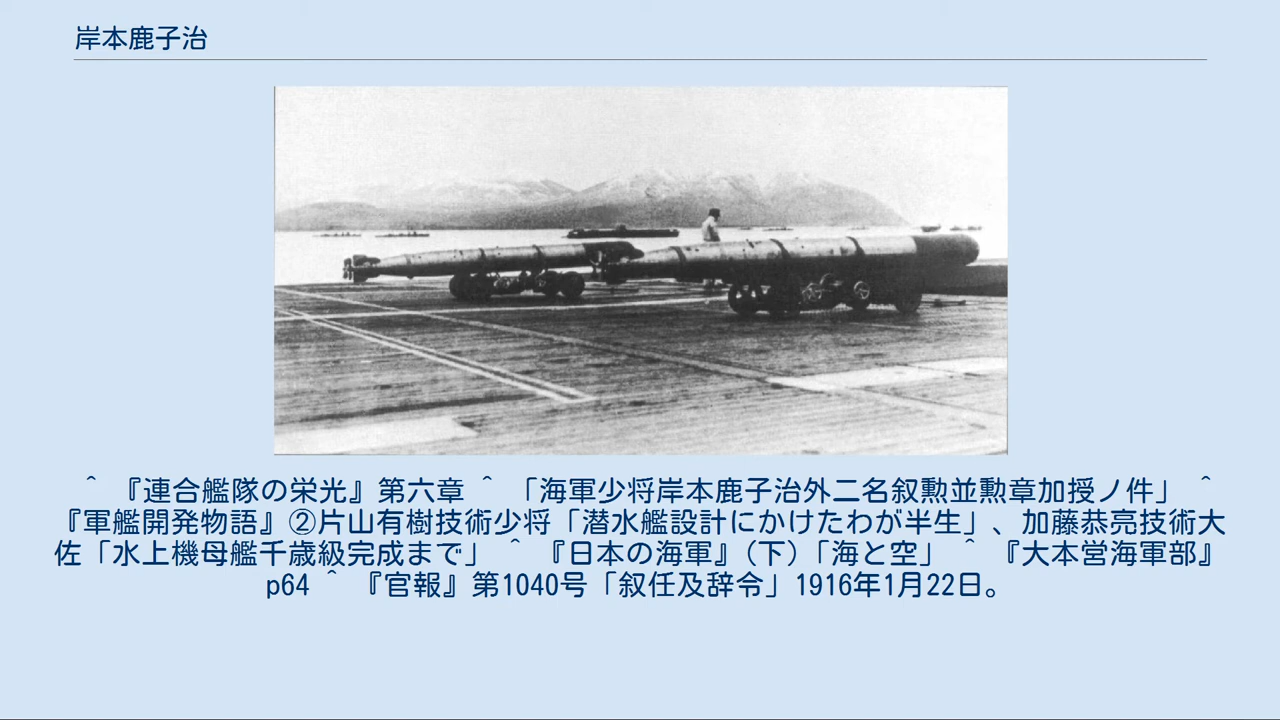 岸本鹿子治
^ 『連合艦隊の栄光』第六章 ^ 「海軍少将岸本鹿子治外二名叙勲並勲章加授ノ件」 ^
『軍艦開発物語』②片山有樹技術少将「潜水艦設計にかけたわが半生」、加藤恭亮技術大
佐「水上機母艦千歳級完成まで」 ^ 『日本の海軍』(下)「海と空」 ^ 『大本営海軍部』
p64 ^ 『官報』第1040号「叙任及辞令」1916年1月22日。